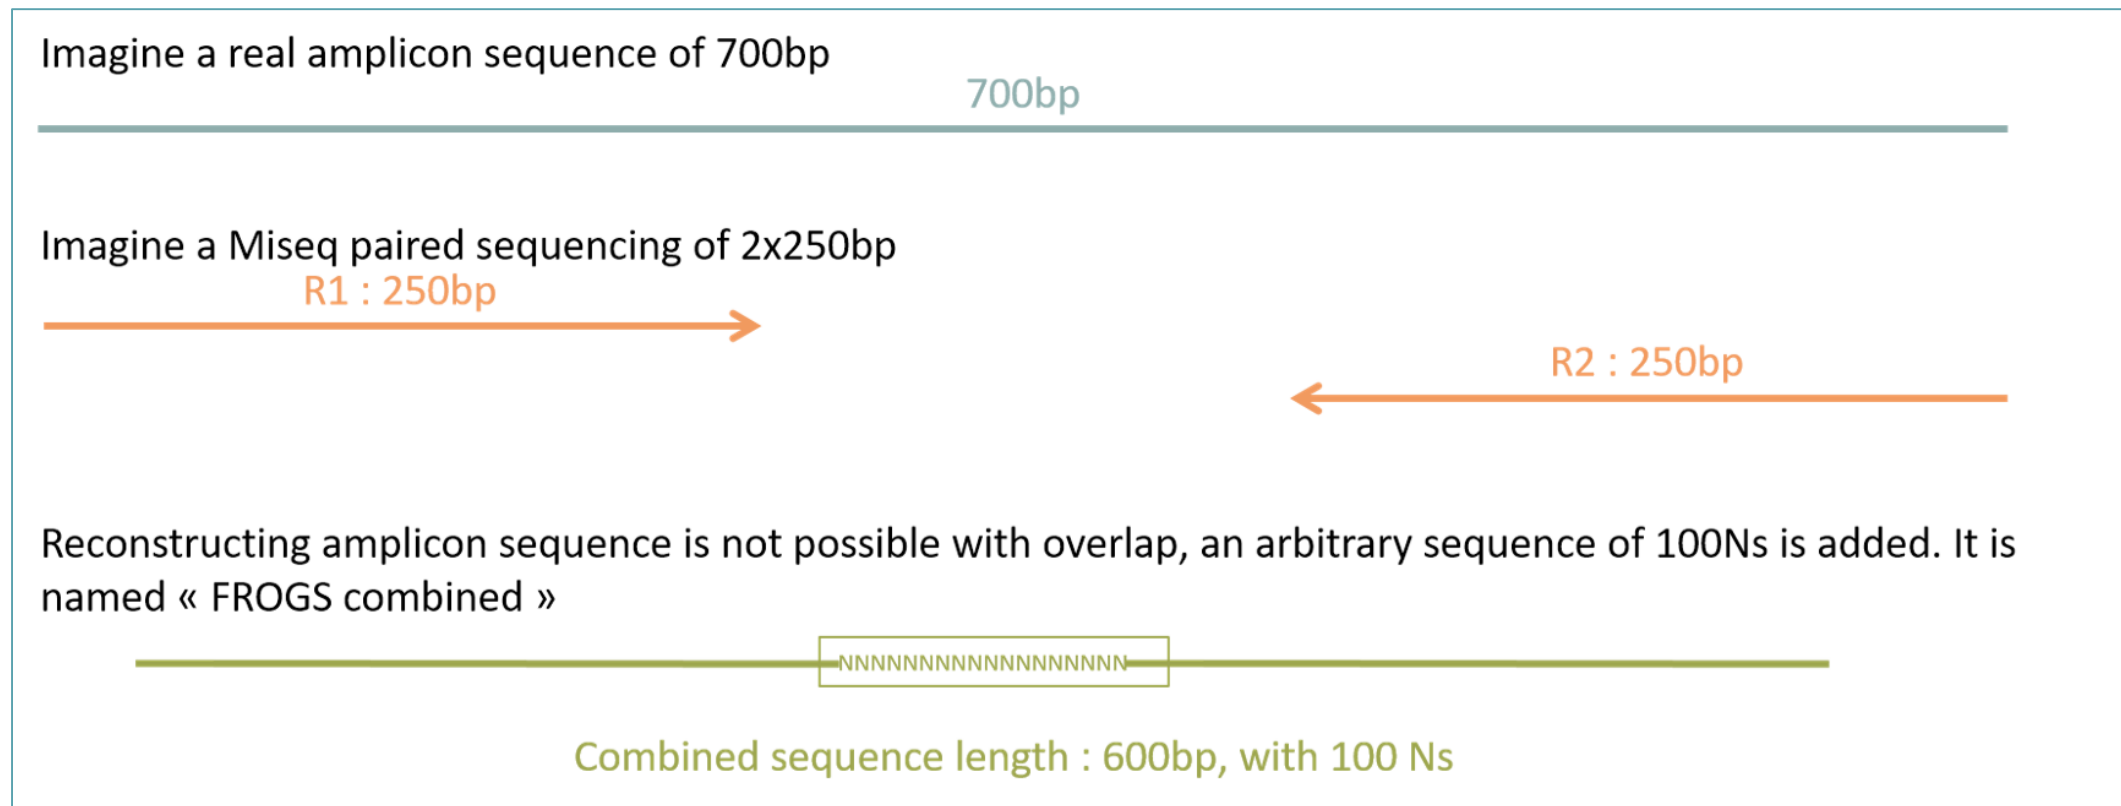 Imagine a real amplicon sequence of 700bp
700bp
Imagine a Miseq paired sequencing of 2x250bp
R1 : 250bp
R2 : 250bp
Reconstructing amplicon sequence is not possible with overlap, an arbitrary sequence of 100Ns is added. It is
named « FROGS combined »
NNNNNNNNNNNNNNNNNN
Combined sequence length : 600bp, with 100 Ns